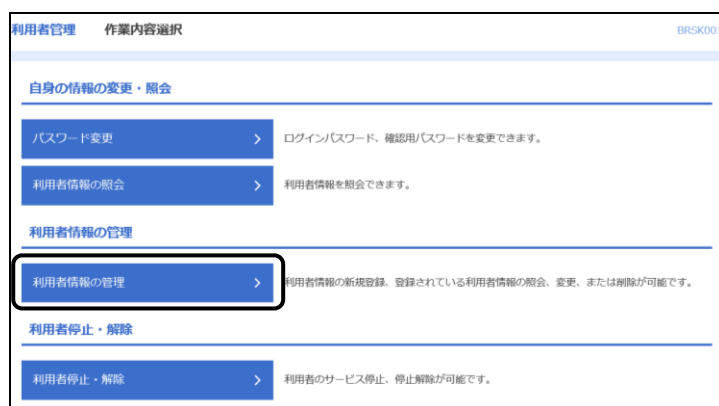 利用者管理 作業内容選択 BRSK001
自身の情報の変更・照会
パスワード変更 ログインパスワード、確認用パスワードを変更できます。
利用者情報の照会 利用者情報を照会できます。
利用者情報の管理
利用者情報の管理 利用者情報の新規登録、登録されている利用者情報の照会、変更、または削除が可能です。
利用者停止・解除
利用者停止・解除 利用者のサービス停止、停止解除が可能です。